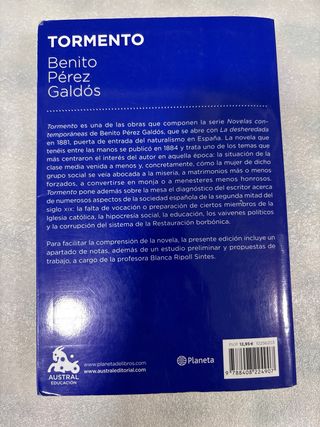 TORMENTO
Benito
Pérez
Galdós
Tormento es una de las obras que componen la serie Novelas con-
temporáneas de Benito Pérez Galdós, que se abre con La desheredada
en 1881, puerta de entrada del naturalismo en España. La novela que
tenéis entre las manos se publicó en 1884 y trata uno de los temas que
más centraron el interés del autor en aquella época: la situación de la
clase media venida a menos y, concretamente, cómo la mujer de dicho
grupo social se veía abocada a la miseria, a matrimonios más o menos
forzados, a convertirse en monja o a menesteres menos honrosos.
Tormento pone además sobre la mesa el diagnóstico del escritor acerca
de numerosos aspectos de la sociedad española de la segunda mitad del
siglo XIX: la falta de vocación o preparación de ciertos miembros de la
Iglesia católica, la hipocresía social, la educación, los vaivenes políticos
y la corrupción del sistema de la Restauración borbónica.
Para facilitar la comprensión de la novela, la presente edición incluye un
apartado de notas, además de un estudio preliminar y propuestas de
trabajo, a cargo de la profesora Blanca Ripoll Sintes.
PVP 12,95 €
AUSTRAL
EDUCACIÓN
www.planetadelibros.com
www.australeditorial.com
Planeta
9 788408 224907